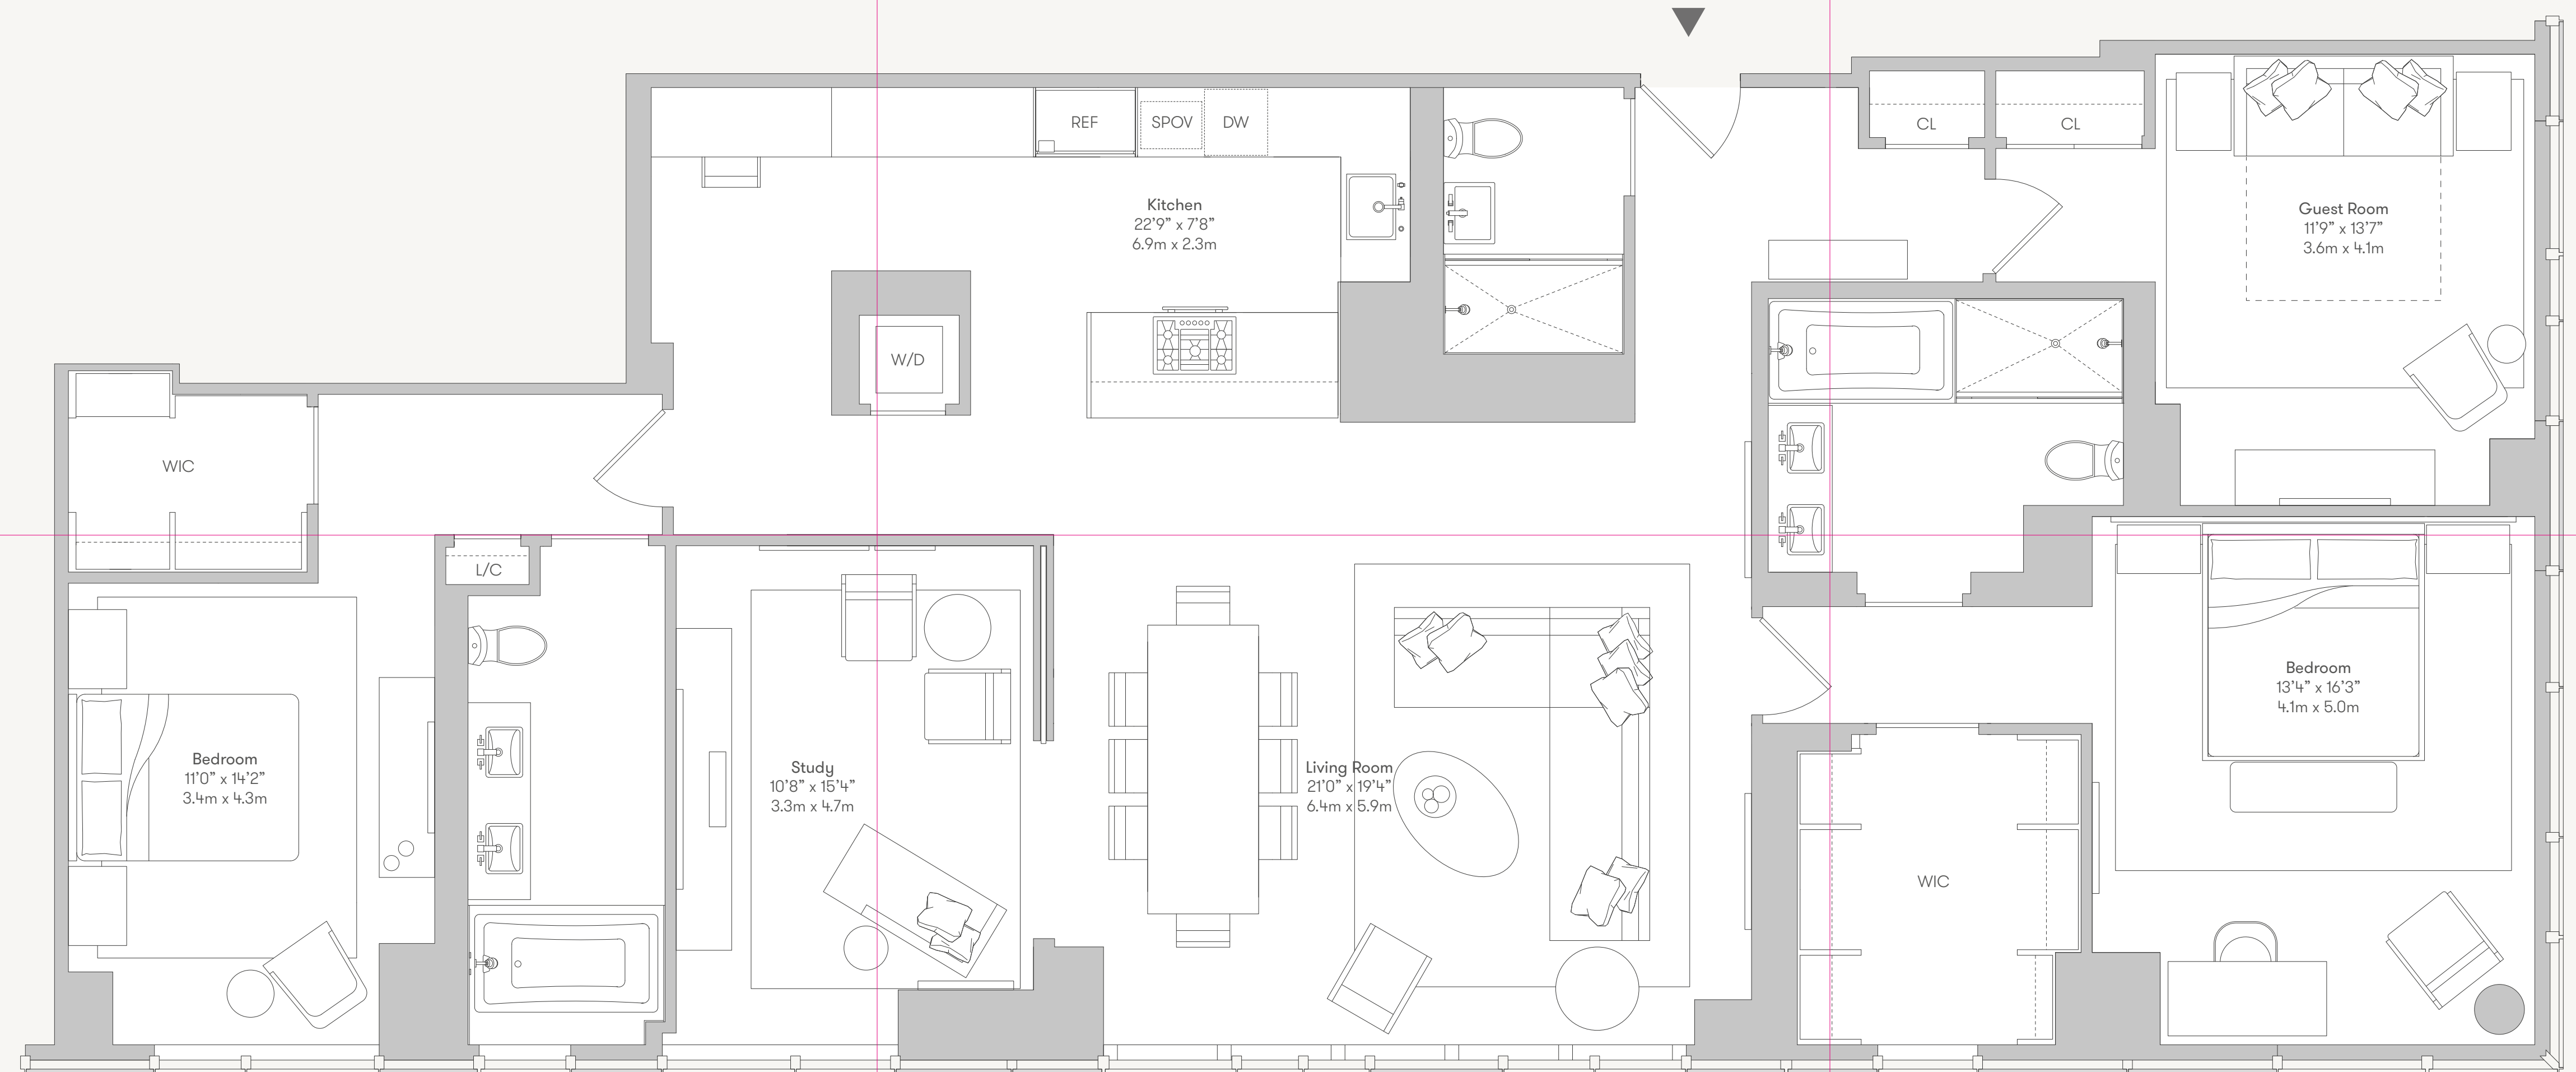 REF
SPOV
DW
CL
CL
Kitchen
22'9" x 7'8"
6.9m x 2.3m
Guest Room
11'9" x 13'7"
3.6m x 4.1m
W/D
WIC
L/C
Bedroom
13'4" x 16'3"
4.1m x 5.0m
Bedroom
11'0" x 14'2"
3.4m x 4.3m
Study
10'8" x 15'4"
3.3m x 4.7m
Living Room
21'0" x 19'4"
6.4m x 5.9m
WIC